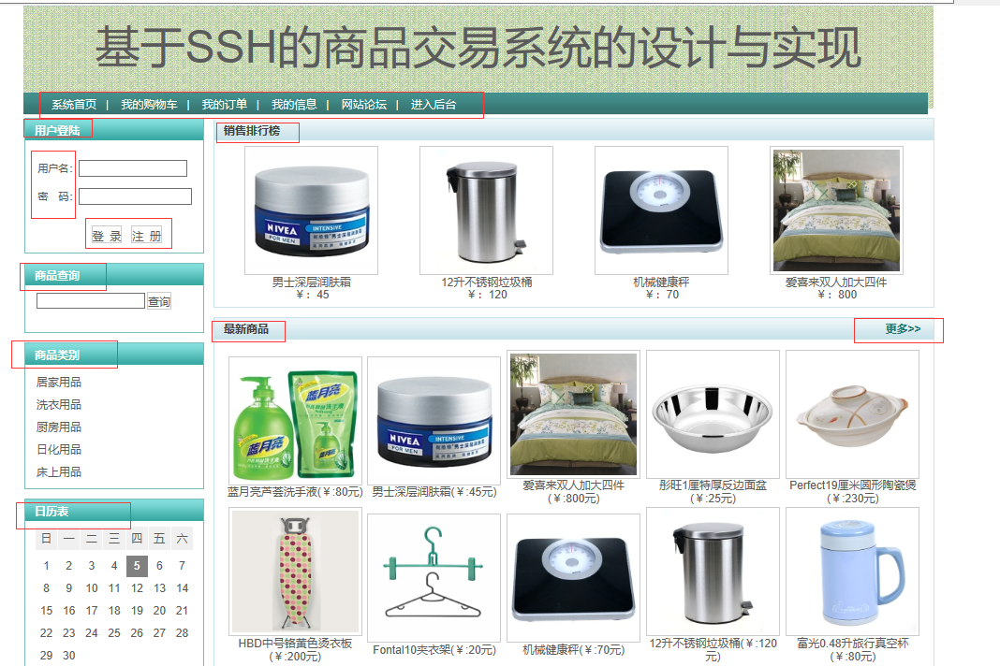 基于SSH的商品交易系统的设计与实现
系统首页 | 我的购物车 | 我的订单 | 我的信息 | 网站论坛 | 进入后台
用户登陆
用户名:
密 码:
登 录 注 册
商品查询
查询
商品类别
居家用品
洗衣用品
厨房用品
日化用品
床上用品
日历表
日 一 二 三 四 五 六
1 2 3 4 5 6 7
8 9 10 11 12 13 14
15 16 17 18 19 20 21
22 23 24 25 26 27 28
29 30
销售排行榜
NIVEA
FOR MEN
INTENSIVE
男士深层润肤霜
¥：45
12升不锈钢垃圾桶
¥：120
机械健康秤
¥：70
爱喜来双人加大四件
¥：800
最新商品
更多>>
蓝月亮
蓝月亮
蓝月亮芦荟洗手液(¥:80元)
NIVEA
FOR MEN
INTENSIVE
男士深层润肤霜(¥:45元)
爱喜来双人加大四件
(¥:800元)
彤旺1厘特厚反边面盆
(¥:25元)
Perfect19厘米圆形陶瓷煲
(¥:230元)
HBD中号铬黄色烫衣板
(¥:200元)
Fontal10夹衣架(¥:20元)
机械健康秤(¥:70元)
12升不锈钢垃圾桶(¥:120
元)
富光0.48升旅行真空杯
(¥:80元)